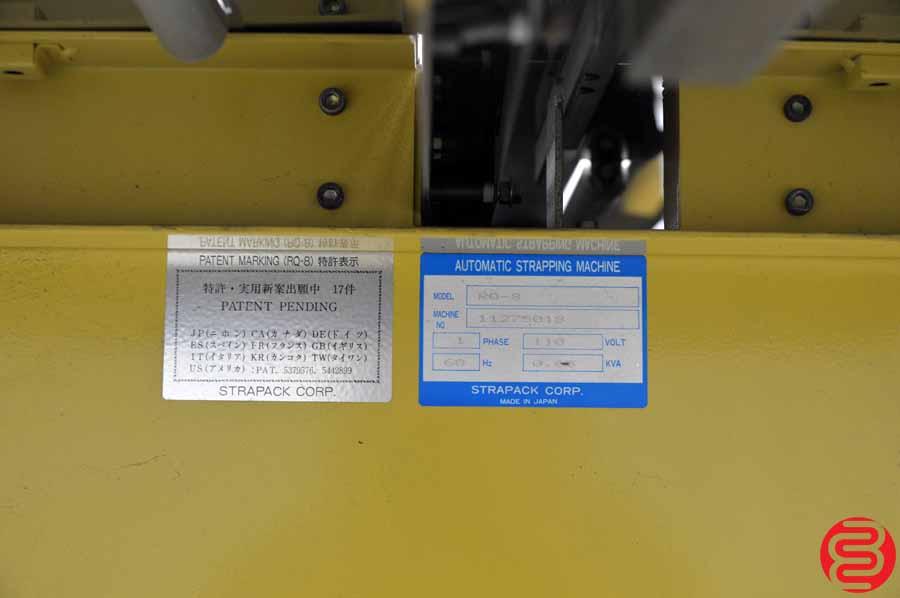 PATENT MARKING (RQ-8) 特許表示
特許・実用新案出願中 17件
PATENT PENDING
JP(ニホン) CA(カナダ) DE(ドイツ)
ES(スペイン) FR(フランス) GB(イギリス)
IT(イタリア) KR(カンコク) TW(タイワン)
US(アメリカ) :PAT. 5379576. 5442899
STRAPACK CORP.
AUTOMATIC STRAPPING MACHINE
MODEL RQ-8
MACHINE NO.
1 PHASE 110 VOLT
60 Hz KVA
STRAPACK CORP.
MADE IN JAPAN